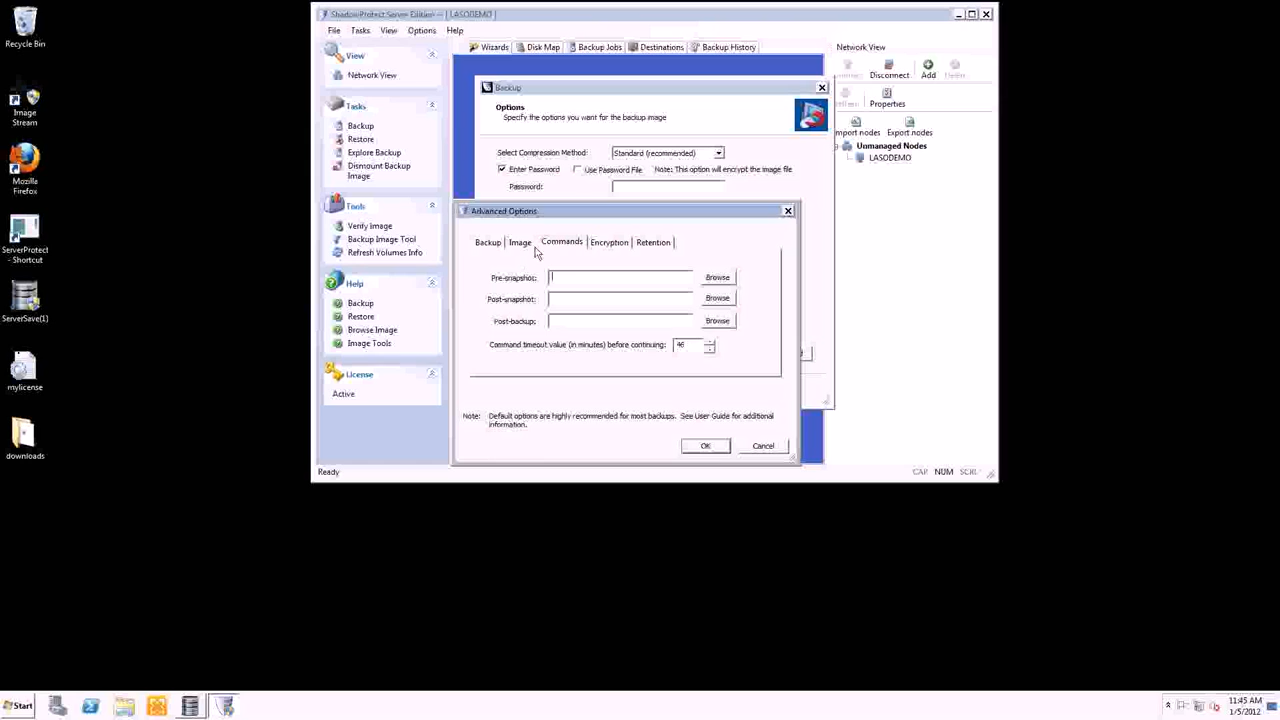 Recycle Bin
Image
Stream
Mozilla
Firefox
ServerProtect
- Shortcut
ServerSave(1)
mylicense
downloads
ShadowProtect Server Edition -- [ LASODEMO ]
File Tasks View Options Help
View
Network View
Tasks
Backup
Restore
Explore Backup
Dismount Backup
Image
Tools
Verify Image
Backup Image Tool
Refresh Volumes Info
Help
Backup
Restore
Browse Image
Image Tools
License
Active
Wizards Disk Map Backup Jobs Destinations Backup History
Backup
Options
Specify the options you want for the backup image
Select Compression Method: Standard (recommended)
Enter Password Use Password File Note: This option will encrypt the image file
Password:
Advanced Options
Backup Image Commands Encryption Retention
Pre-snapshot: Browse
Post-snapshot: Browse
Post-backup: Browse
Command timeout value (in minutes) before continuing:
Note: Default options are highly recommended for most backups. See User Guide for additional
information.
OK Cancel
Network View
Disconnect Add
Properties
Import nodes Export nodes
Unmanaged Nodes
LASODEMO
Ready
CAP NUM SCRL
Start
11:45 AM
1/5/2012